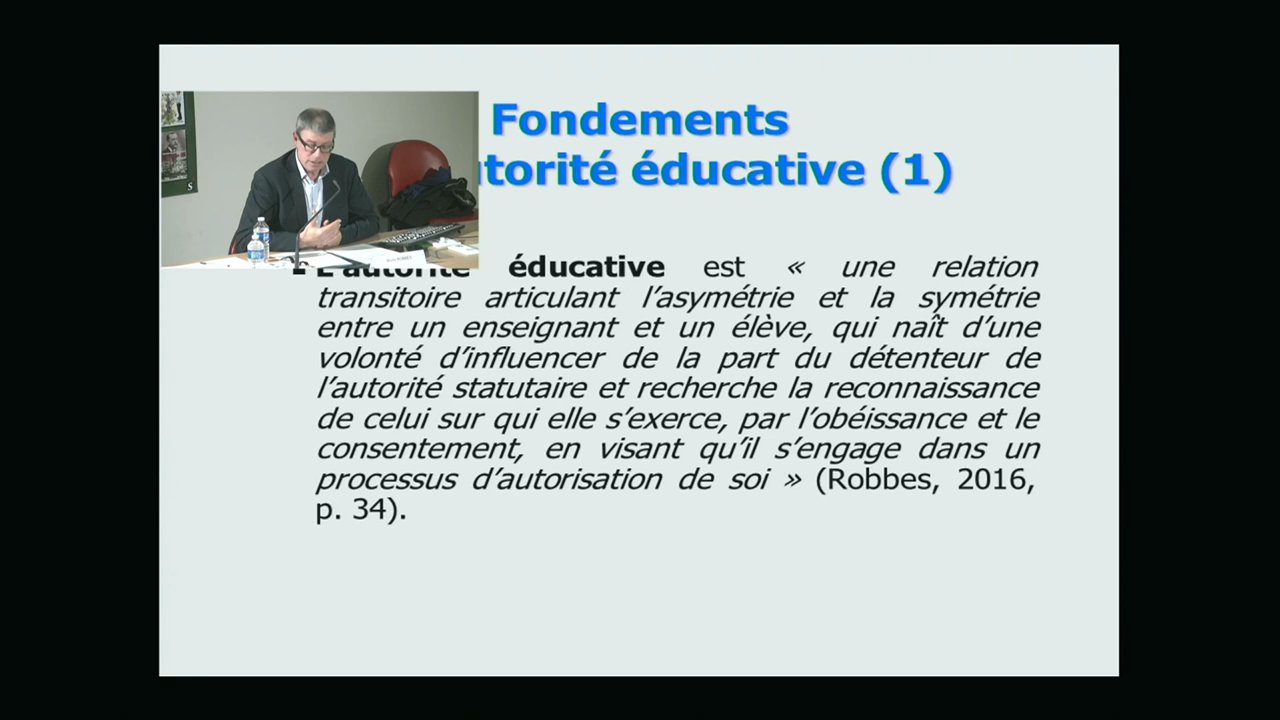 Fondements
torité éducative (1)
L'autorité éducative est « une relation
transitoire articulant l’asymétrie et la symétrie
entre un enseignant et un élève, qui naît d’une
volonté d’influencer de la part du détenteur de
l’autorité statutaire et recherche la reconnaissance
de celui sur qui elle s’exerce, par l’obéissance et le
consentement, en visant qu’il s’engage dans un
processus d’autorisation de soi » (Robbes, 2016,
p. 34).